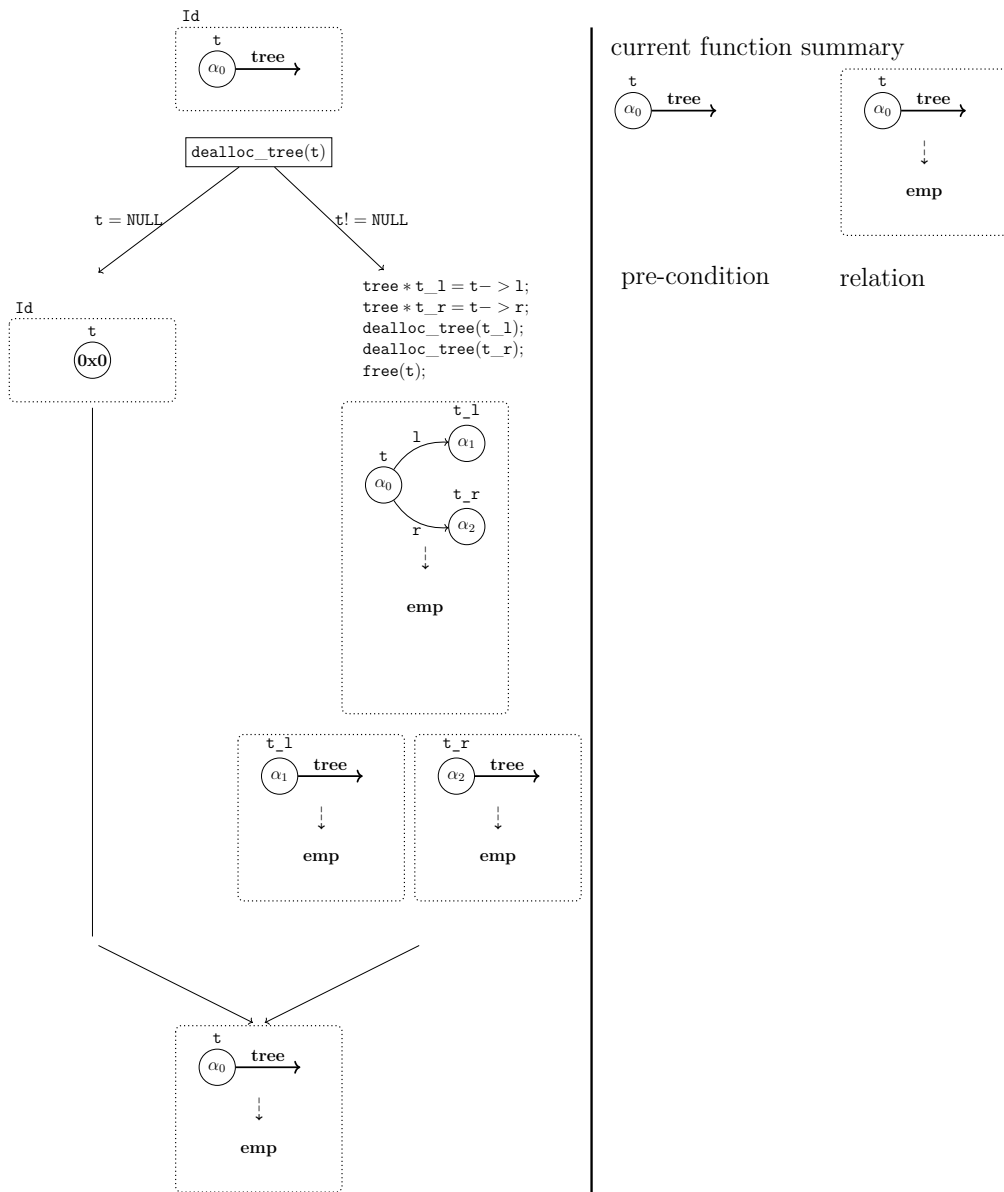 Id
t
α₀ tree
dealloc_tree(t)
t = NULL
t! = NULL
Id
t
0x0
tree * t_l = t− > l;
tree * t_r = t− > r;
dealloc_tree(t_l);
dealloc_tree(t_r);
free(t);
t_l
l
α₁
t
α₀
t_r
α₂
r
emp
t_l
α₁ tree
emp
t_r
α₂ tree
emp
t
α₀ tree
emp
current function summary
t
α₀ tree
t
α₀ tree
emp
pre-condition
relation